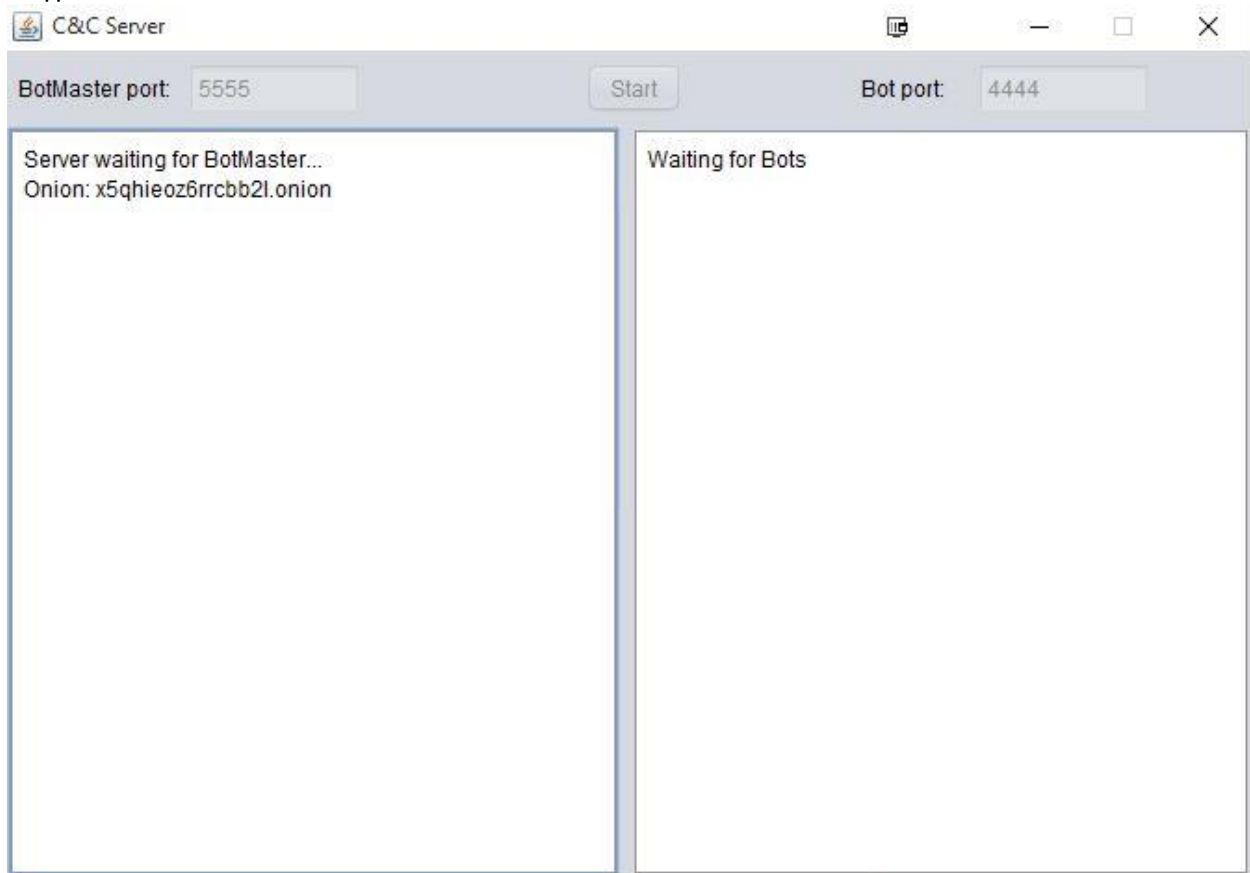 C&C Server
BotMaster port: 5555 Start Bot port: 4444
Server waiting for BotMaster...
Onion: x5qhieoz6rrcbb2l.onion
Waiting for Bots